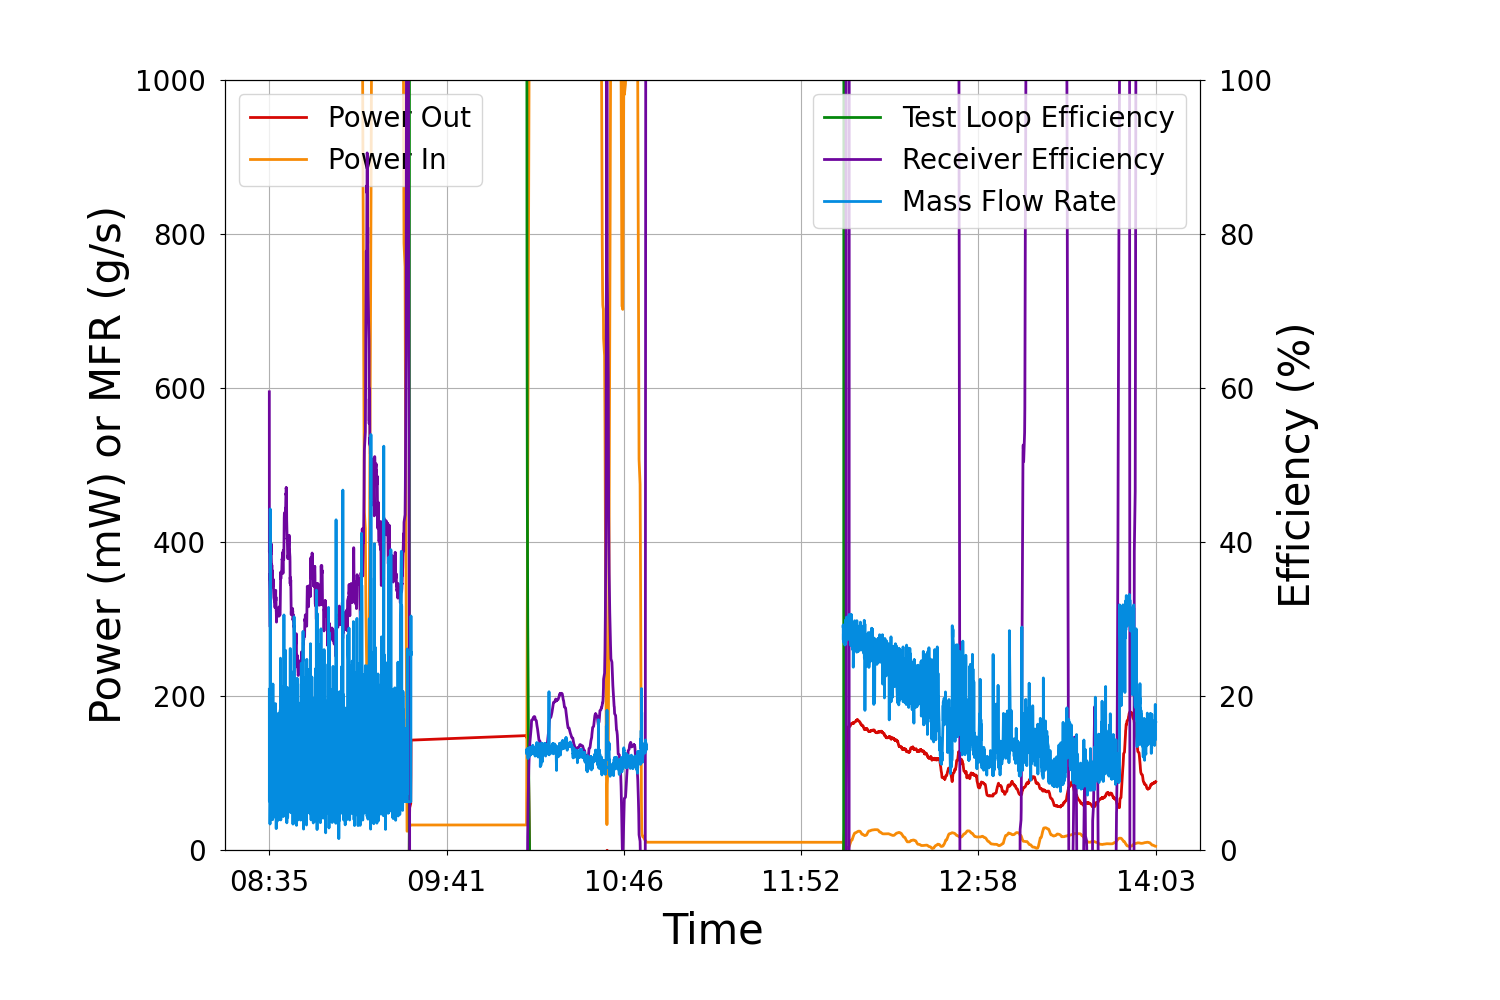 1000
800
600
400
200
0
100
80
60
40
20
0
Power Out
Power In
Test Loop Efficiency
Receiver Efficiency
Mass Flow Rate
Power (mW) or MFR (g/s)
Efficiency (%)
08:35 09:41 10:46 11:52 12:58 14:03
Time